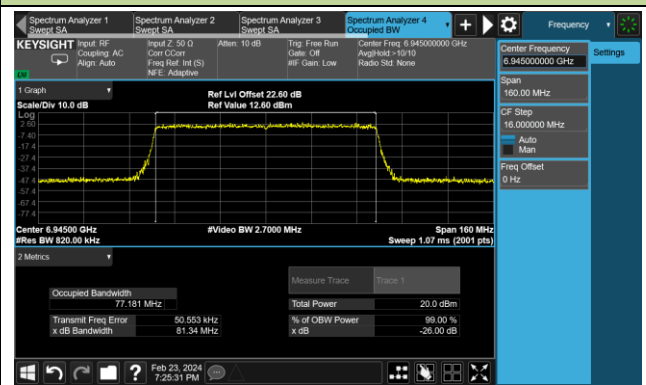 Spectrum Analyzer 1
Swept SA
Spectrum Analyzer 2
Swept SA
Spectrum Analyzer 3
Swept SA
Spectrum Analyzer 4
Occupied BW
Frequency
KEYSIGHT
Input: RF
Coupling: AC
Align: Auto
Input Z: 50 Ω
Corr CCorr
Freq Ref: Int (S)
NFE: Adaptive
Atten: 10 dB
Trig: Free Run
Gate: Off
#IF Gain: Low
Center Freq: 6.945000000 GHz
Avg|Hold:>10/10
Radio Std: None
1 Graph
Scale/Div 10.0 dB
Ref Lvl Offset 22.60 dB
Ref Value 12.60 dBm
Log
2.60
-7.40
-17.4
-27.4
-37.4
-47.4
-57.4
-67.4
-77.4
Center 6.94500 GHz
#Res BW 820.00 kHz
#Video BW 2.7000 MHz
Span 160 MHz
Sweep 1.07 ms (2001 pts)
2 Metrics
Measure Trace
Trace 1
Occupied Bandwidth
77.181 MHz
Total Power
20.0 dBm
Transmit Freq Error
50.553 kHz
% of OBW Power
99.00 %
x dB Bandwidth
81.34 MHz
x dB
-26.00 dB
Feb 23, 2024
7:25:31 PM
Center Frequency
6.945000000 GHz
Settings
Span
160.00 MHz
CF Step
16.000000 MHz
Auto
Man
Freq Offset
0 Hz